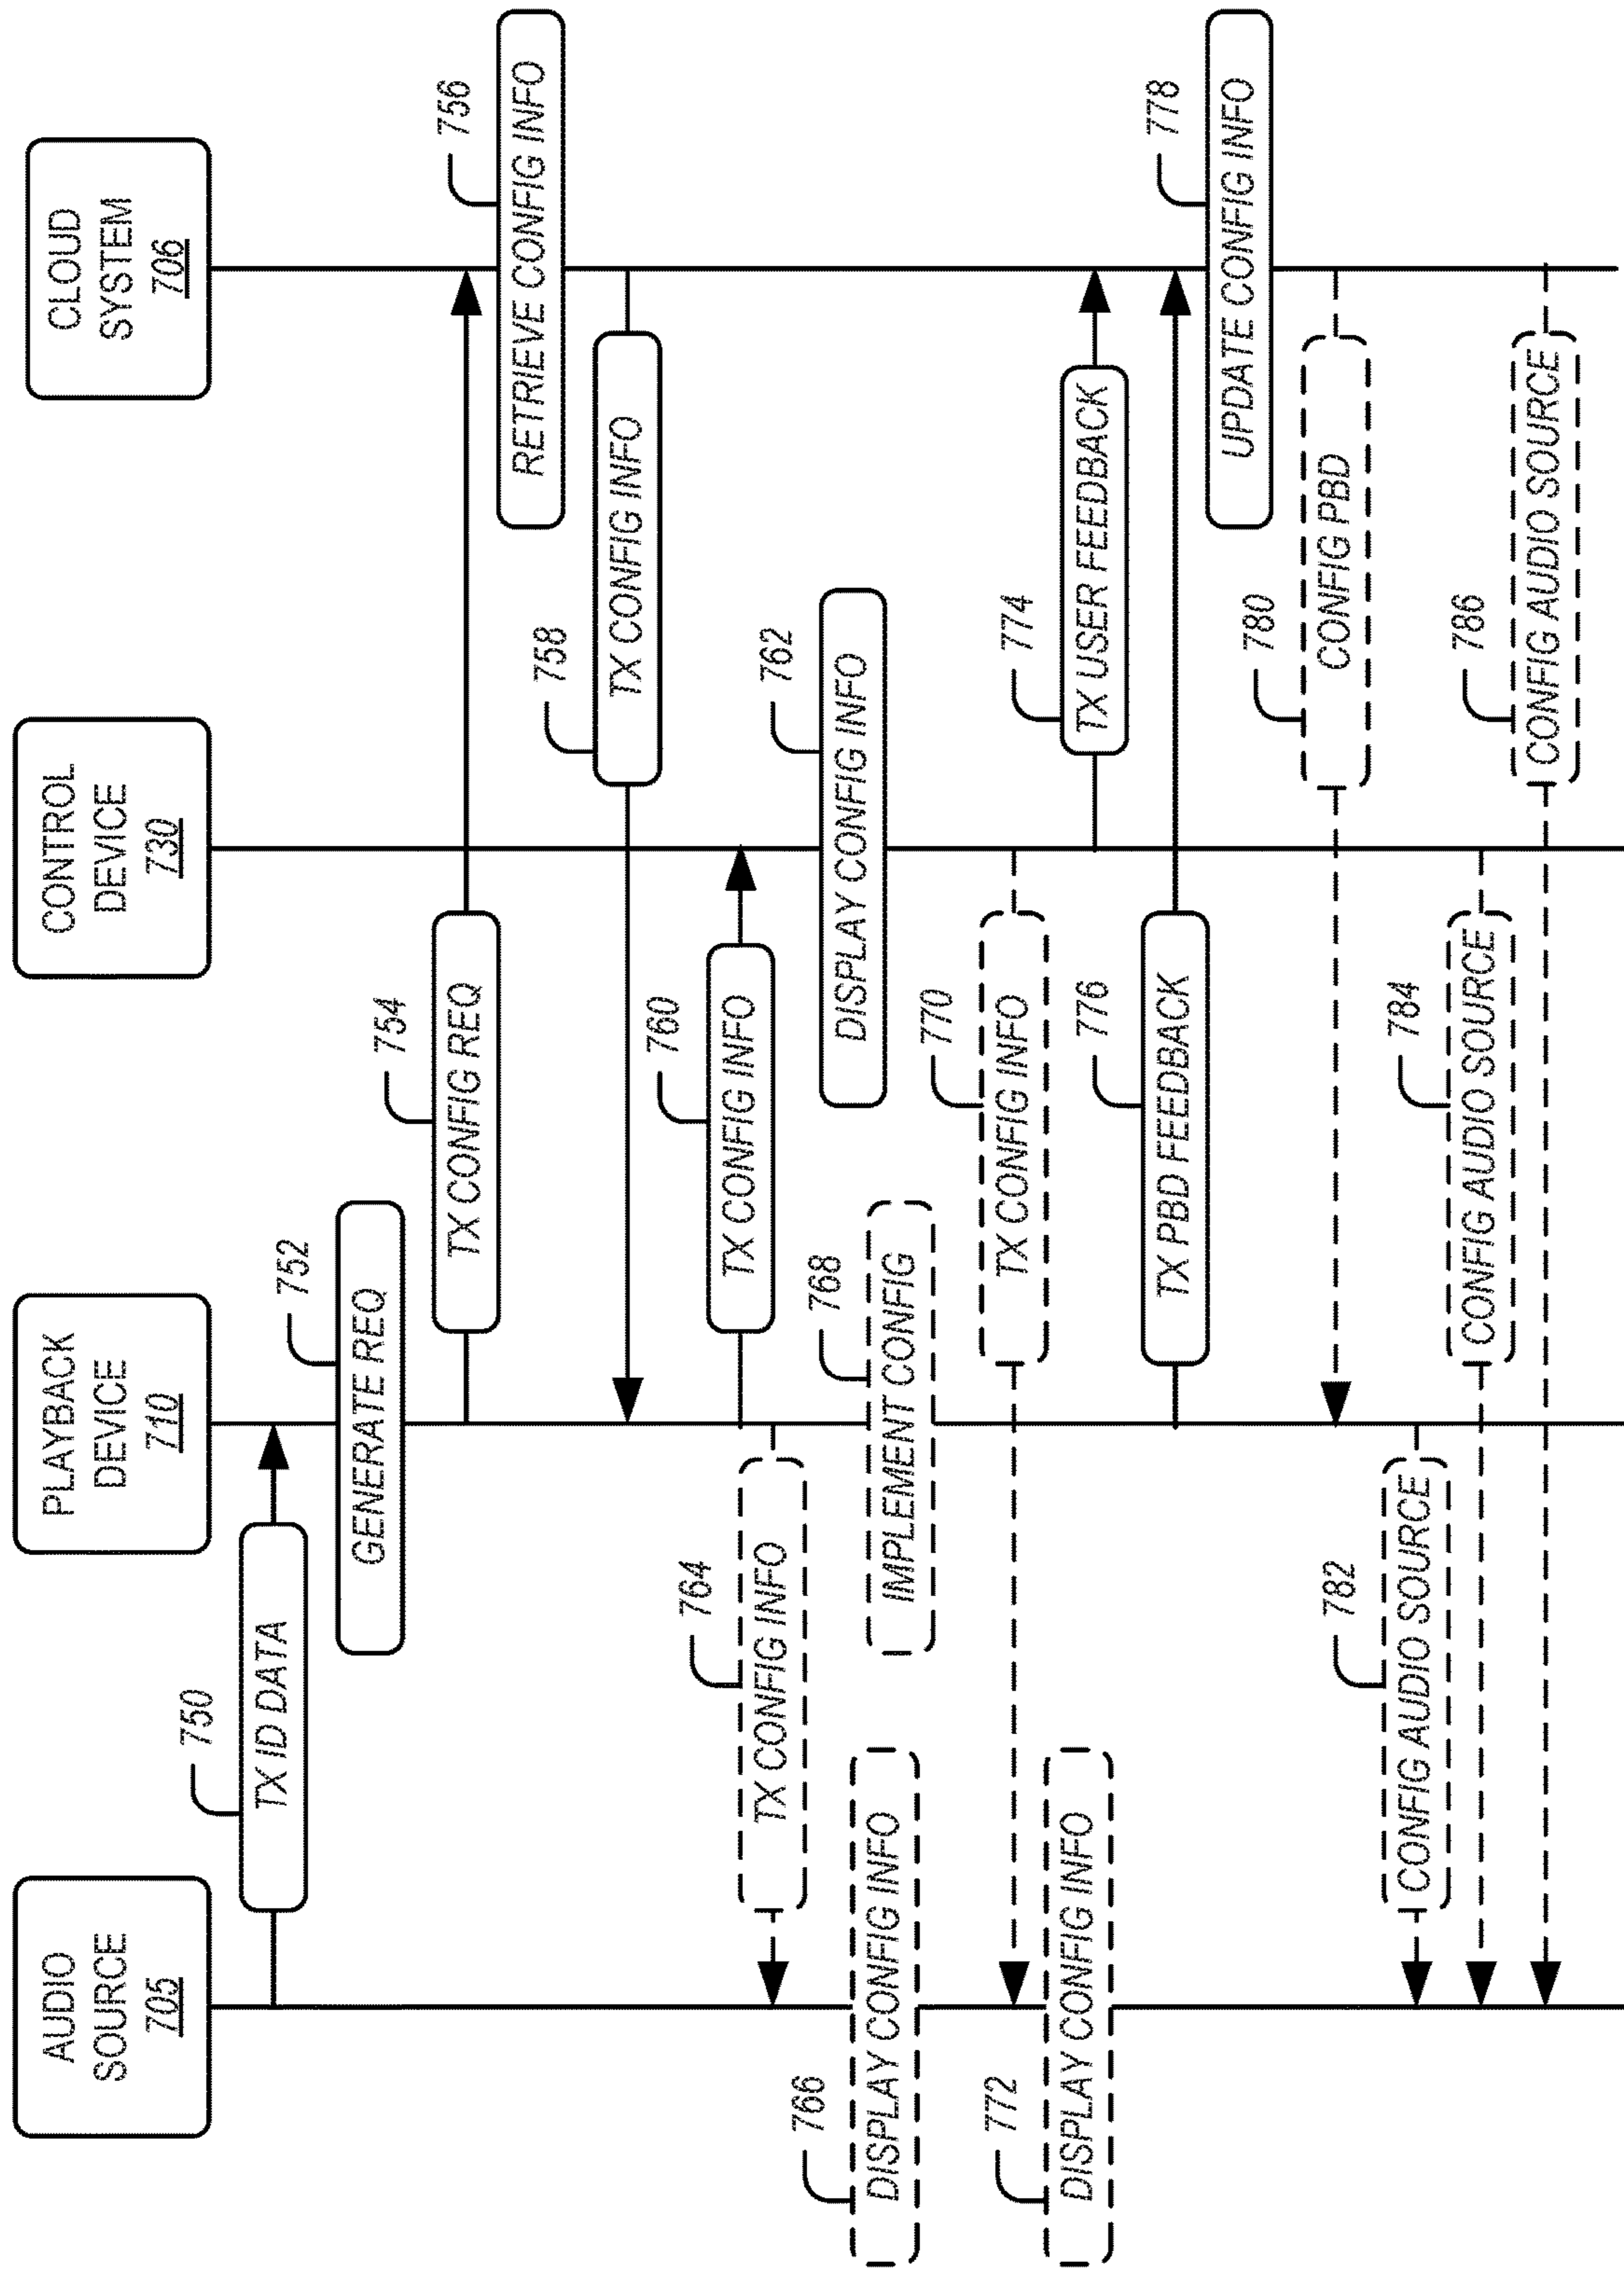 AUDIO
SOURCE
705
PLAYBACK
DEVICE
710
CONTROL
DEVICE
730
CLOUD
SYSTEM
706
750
TX ID DATA
752
GENERATE REQ
754
TX CONFIG REQ
756
RETRIEVE CONFIG INFO
758
TX CONFIG INFO
760
TX CONFIG INFO
762
DISPLAY CONFIG INFO
764
TX CONFIG INFO
766
DISPLAY CONFIG INFO
768
IMPLEMENT CONFIG
770
TX CONFIG INFO
772
DISPLAY CONFIG INFO
774
TX USER FEEDBACK
776
TX PBD FEEDBACK
778
UPDATE CONFIG INFO
780
CONFIG PBD
782
CONFIG AUDIO SOURCE
784
CONFIG AUDIO SOURCE
786
CONFIG AUDIO SOURCE